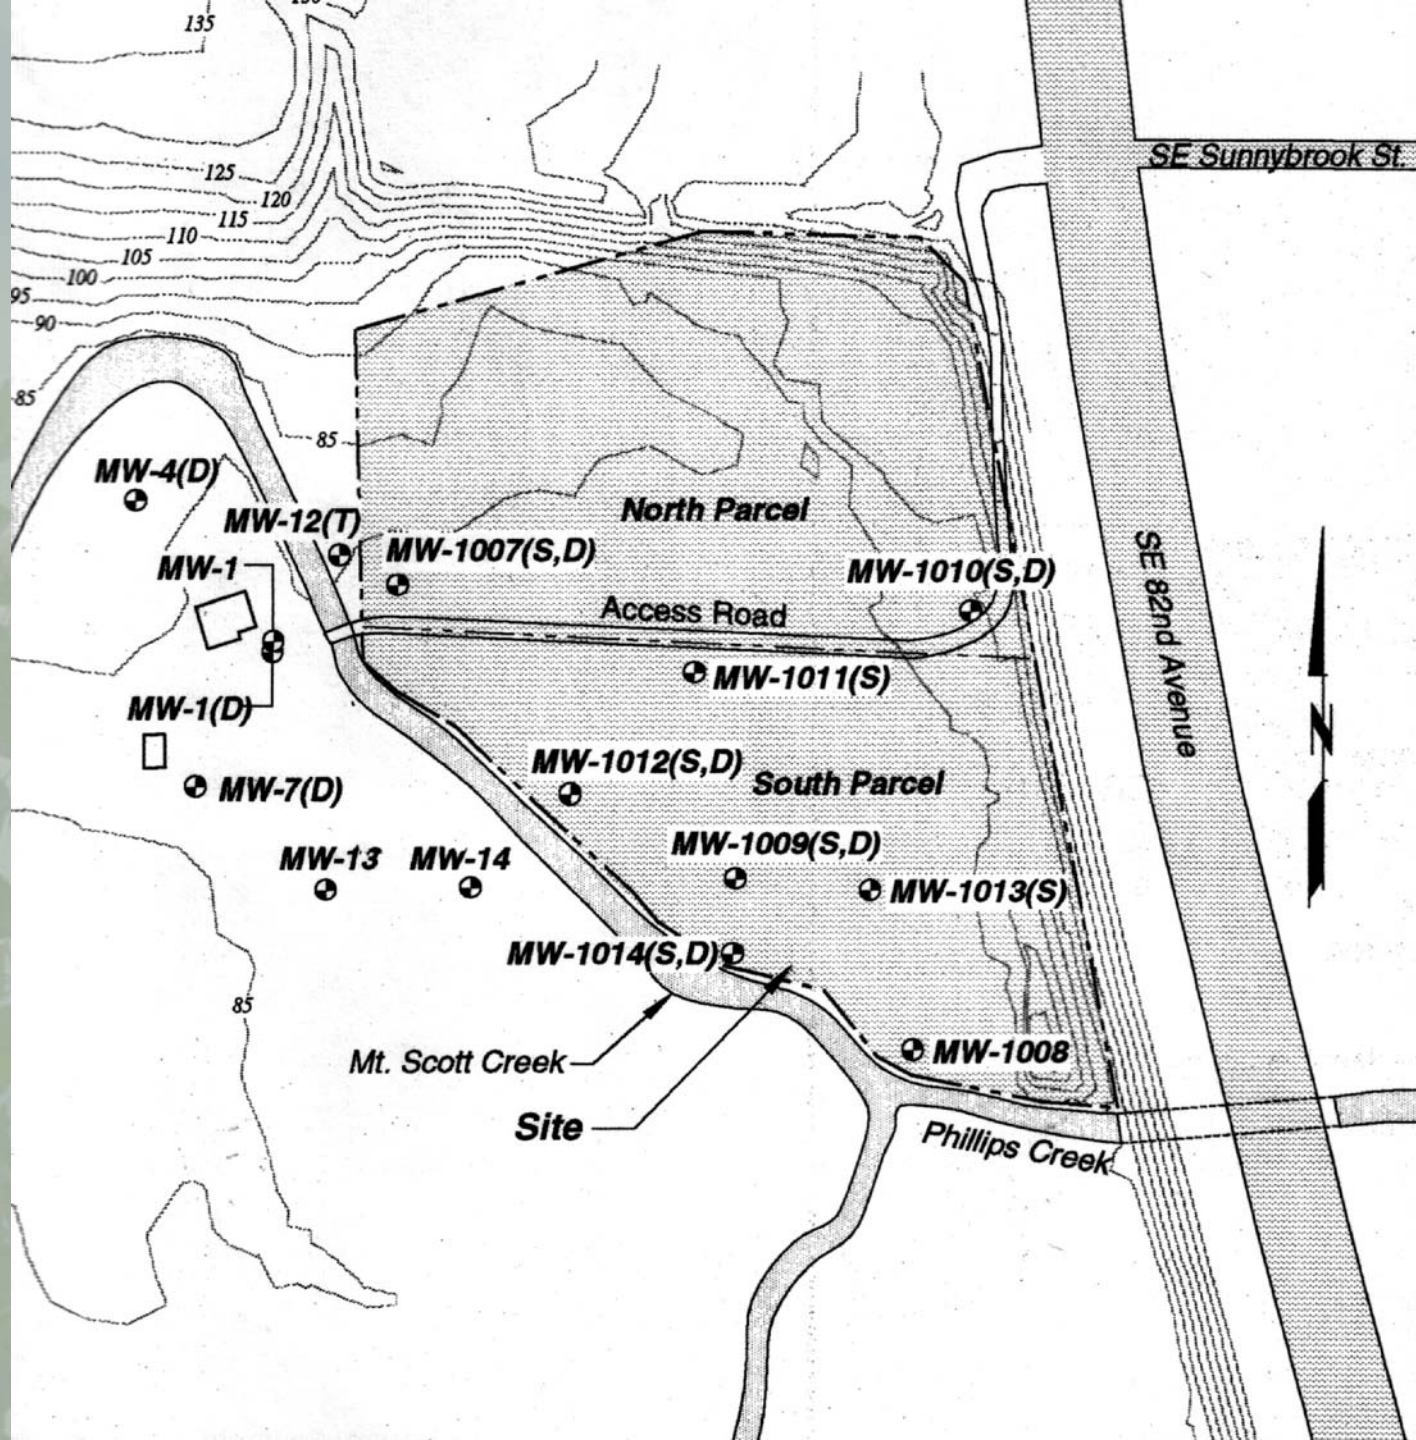 135
SE Sunnybrook St.
125
120
115
110
105
100
95
90
85
85
MW-4(D)
North Parcel
MW-12(T)
MW-1007(S,D)
MW-1
MW-1010(S,D)
Access Road
SE 82nd Avenue
MW-1011(S)
MW-1(D)
N
MW-1012(S,D)
South Parcel
MW-7(D)
MW-1009(S,D)
MW-13
MW-14
MW-1013(S)
MW-1014(S,D)
85
Mt. Scott Creek
MW-1008
Site
Phillips Creek